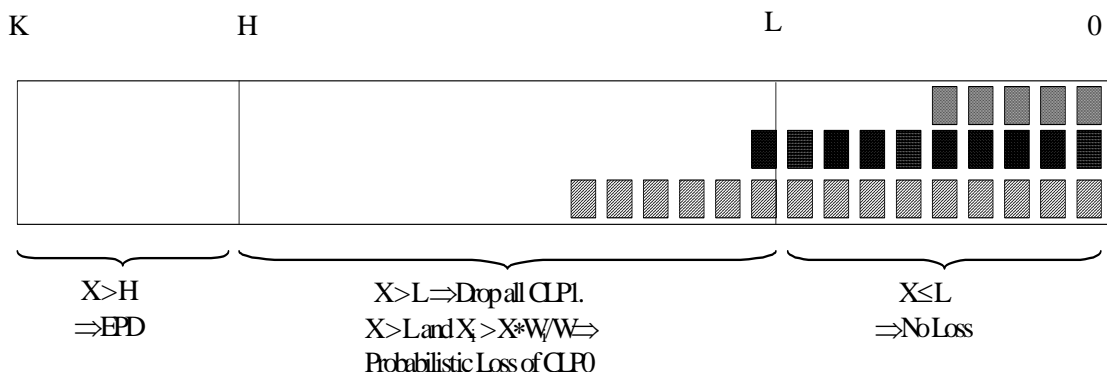 K H L 0
X>H
⇒EPD
X>L⇒Drop all CLP1.
X>L and Xi>X*Wi/W⇒
Probabilistic Loss of CLP0
X≤L
⇒No Loss